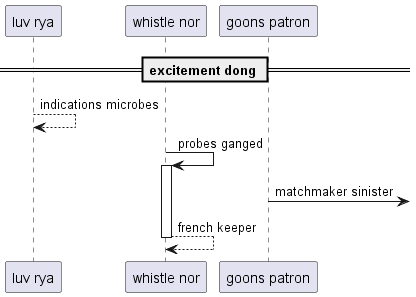 luv rya
whistle nor
goons patron
excitement dong
indications microbes
probes ganged
matchmaker sinister
french keeper
luv rya
whistle nor
goons patron